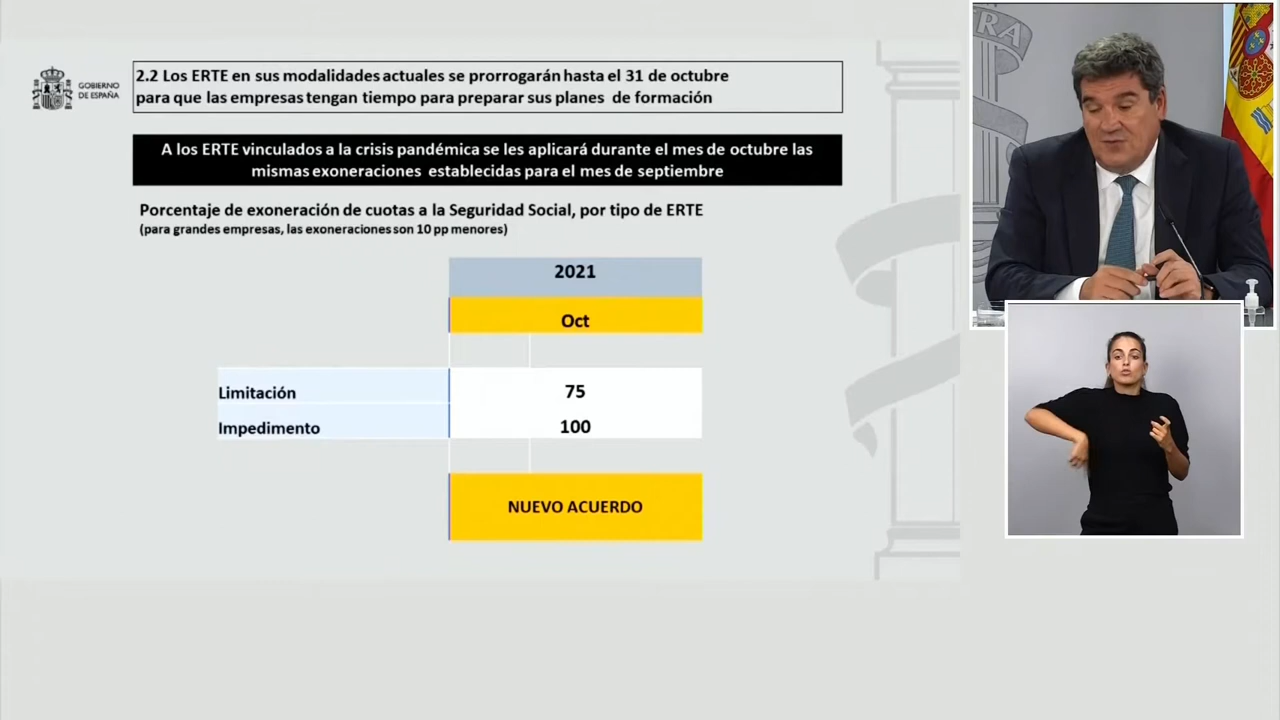 GOBIERNO
DE ESPAÑA
2.2 Los ERTE en sus modalidades actuales se prorrogarán hasta el 31 de octubre
para que las empresas tengan tiempo para preparar sus planes de formación
A los ERTE vinculados a la crisis pandémica se les aplicará durante el mes de octubre las
mismas exoneraciones establecidas para el mes de septiembre
Porcentaje de exoneración de cuotas a la Seguridad Social, por tipo de ERTE
(para grandes empresas, las exoneraciones son 10 pp menores)
2021
Oct
Limitación 75
Impedimento 100
NUEVO ACUERDO
TRA